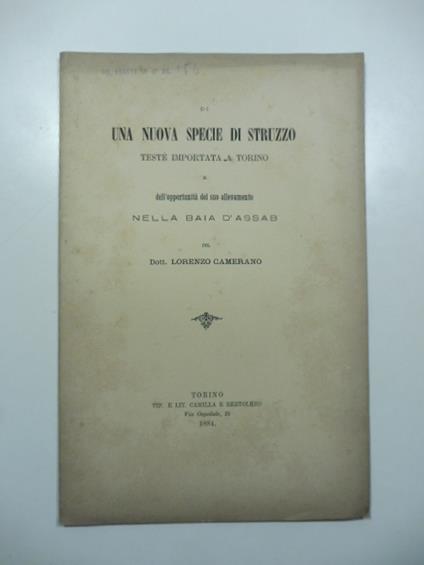 DI
UNA NUOVA SPECIE DI STRUZZO
TESTÈ IMPORTATA A TORINO
E
dell'opportunità del suo allevamento
NELLA BAIA D'ASSAB
DEL
Dott. LORENZO CAMERANO
TORINO
TIP. E LIT. CAMILLA E BERTOLERO
Via Ospedale, 18
1884.